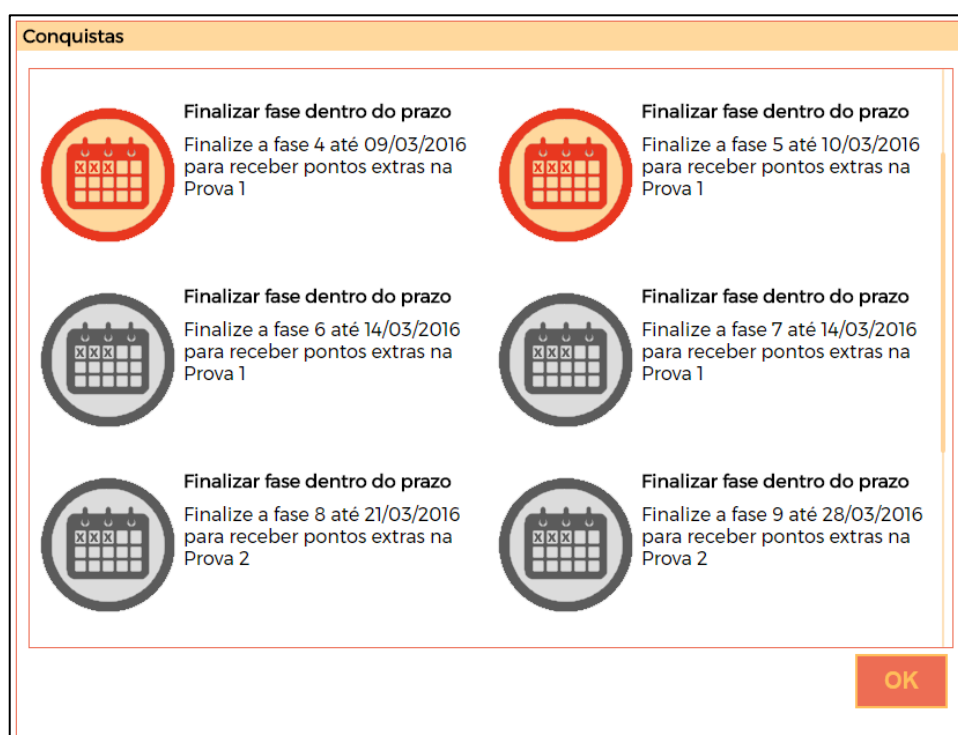 Conquistas
Finalizar fase dentro do prazo
Finalize a fase 4 até 09/03/2016
para receber pontos extras na
Prova 1
Finalizar fase dentro do prazo
Finalize a fase 5 até 10/03/2016
para receber pontos extras na
Prova 1
Finalizar fase dentro do prazo
Finalize a fase 6 até 14/03/2016
para receber pontos extras na
Prova 1
Finalizar fase dentro do prazo
Finalize a fase 7 até 14/03/2016
para receber pontos extras na
Prova 1
Finalizar fase dentro do prazo
Finalize a fase 8 até 21/03/2016
para receber pontos extras na
Prova 2
Finalizar fase dentro do prazo
Finalize a fase 9 até 28/03/2016
para receber pontos extras na
Prova 2
OK